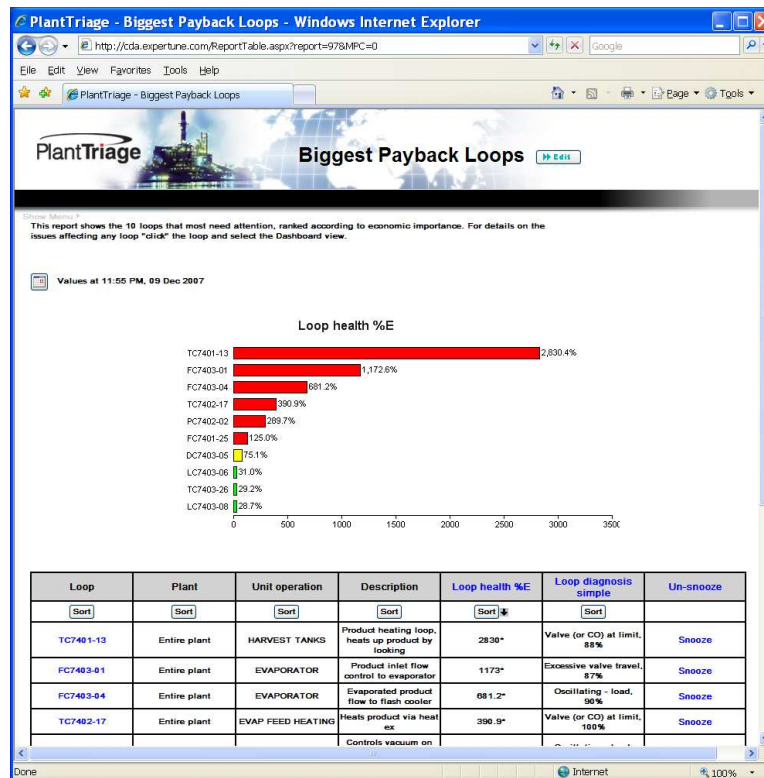 PlantTriage - Biggest Payback Loops - Windows Internet Explorer
http://cda.expertune.com/ReportTable.aspx?report=97&MPC=0
Google
File Edit View Favorites Tools Help
PlantTriage - Biggest Payback Loops
Page Tools
PlantTriage
Biggest Payback Loops
Edit
Show Menu
This report shows the 10 loops that most need attention, ranked according to economic importance. For details on the
issues affecting any loop "click" the loop and select the Dashboard view.
Values at 11:55 PM, 09 Dec 2007
Loop health %E
TC7401-13 2,830.4%
FC7403-01 1,172.6%
FC7403-04 681.2%
TC7402-17 390.9%
PC7402-02 289.7%
FC7401-25 125.0%
DC7403-05 75.1%
LC7403-06 31.0%
TC7403-26 29.2%
LC7403-08 28.7%
0 500 1000 1500 2000 2500 3000 3500
Loop Plant Unit operation Description Loop health %E Loop diagnosis simple Un-snooze
Sort Sort Sort Sort Sort Sort
TC7401-13 Entire plant HARVEST TANKS Product heating loop, heats up product by looking 2830* Valve (or CO) at limit, 88% Snooze
FC7403-01 Entire plant EVAPORATOR Product inlet flow control to evaporator 1173* Excessive valve travel, 87% Snooze
FC7403-04 Entire plant EVAPORATOR Evaporated product flow to flash cooler 681.2* Oscillating - load, 90% Snooze
TC7402-17 Entire plant EVAP FEED HEATING Heats product via heat ex 390.9* Valve (or CO) at limit, 100% Snooze
Controls vacuum on
Done Internet 100%